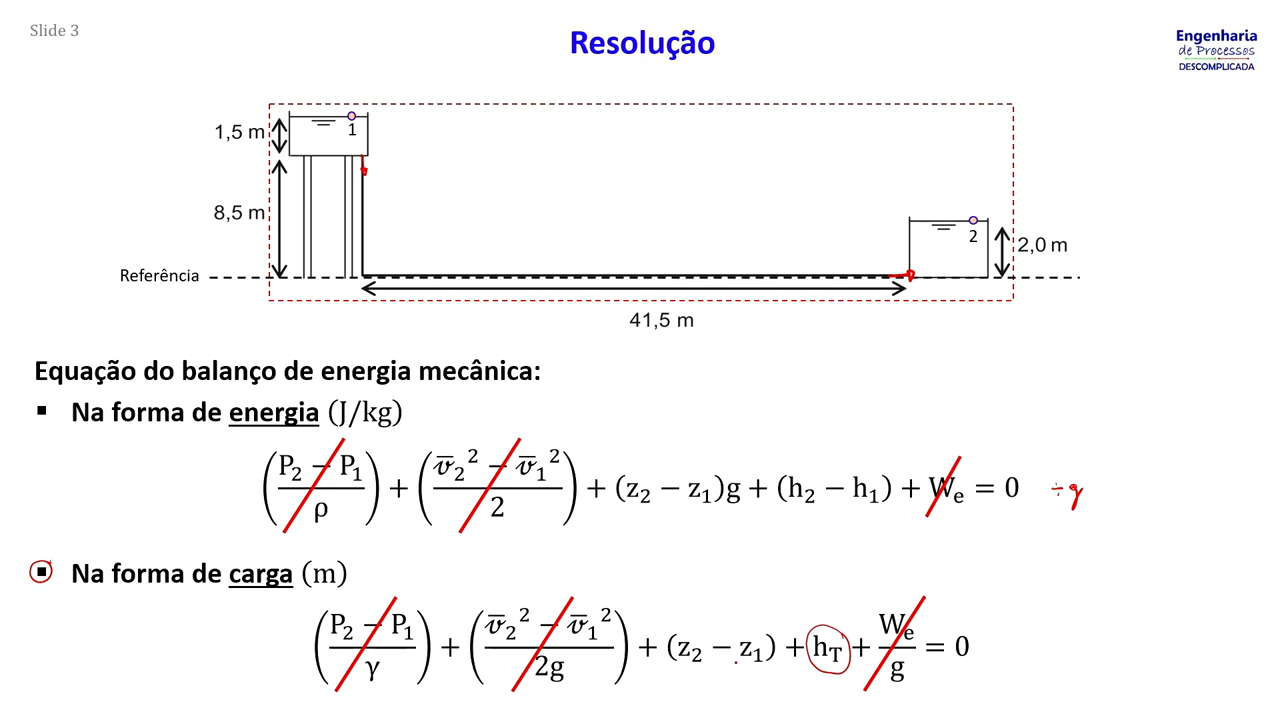 Slide 3
Resolução
Engenharia
de Processos
DESCOMPLICADA
1,5 m
1
8,5 m
2
2,0 m
Referência
41,5 m
Equação do balanço de energia mecânica:
▪ Na forma de energia (J/kg)
((P₂ − P₁)/ρ) + ((v̅₂² − v̅₁²)/2) + (z₂ − z₁)g + (h₂ − h₁) + Wₑ = 0 ÷g
▪ Na forma de carga (m)
((P₂ − P₁)/γ) + ((v̅₂² − v̅₁²)/2g) + (z₂ − z₁) + h_T + Wₑ/g = 0